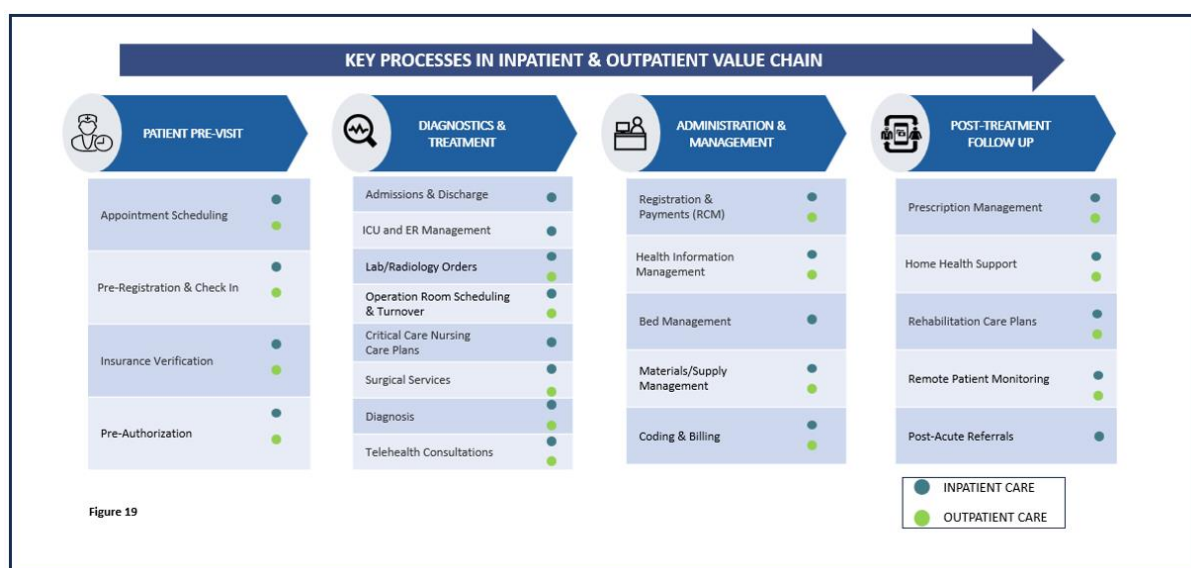 KEY PROCESSES IN INPATIENT & OUTPATIENT VALUE CHAIN
PATIENT PRE-VISIT
Appointment Scheduling
Pre-Registration & Check In
Insurance Verification
Pre-Authorization
DIAGNOSTICS &
TREATMENT
Admissions & Discharge
ICU and ER Management
Lab/Radiology Orders
Operation Room Scheduling
& Turnover
Critical Care Nursing
Care Plans
Surgical Services
Diagnosis
Telehealth Consultations
ADMINISTRATION &
MANAGEMENT
Registration &
Payments (RCM)
Health Information
Management
Bed Management
Materials/Supply
Management
Coding & Billing
POST-TREATMENT
FOLLOW UP
Prescription Management
Home Health Support
Rehabilitation Care Plans
Remote Patient Monitoring
Post-Acute Referrals
INPATIENT CARE
OUTPATIENT CARE
Figure 19